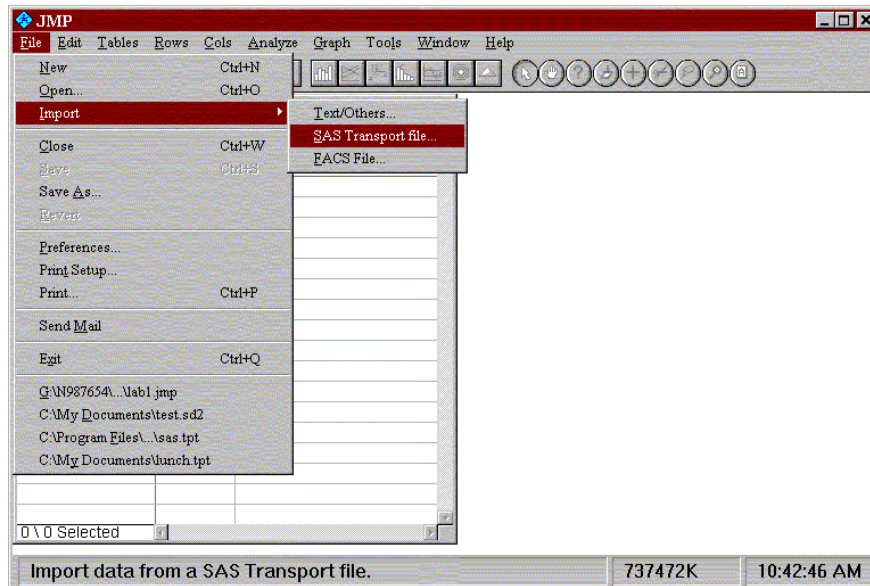 JMP
File Edit Tables Rows Cols Analyze Graph Tools Window Help
New Ctrl+N
Open... Ctrl+O
Import
Text/Others...
SAS Transport file...
FACS File...
Close Ctrl+W
Save Ctrl+S
Save As...
Revert
Preferences...
Print Setup...
Print... Ctrl+P
Send Mail
Exit Ctrl+Q
G:\N987654\...\lab1.jmp
C:\My Documents\test.sd2
C:\Program Files\...\sas.tpt
C:\My Documents\lunch.tpt
0 \ 0 Selected
Import data from a SAS Transport file. 737472K 10:42:46 AM